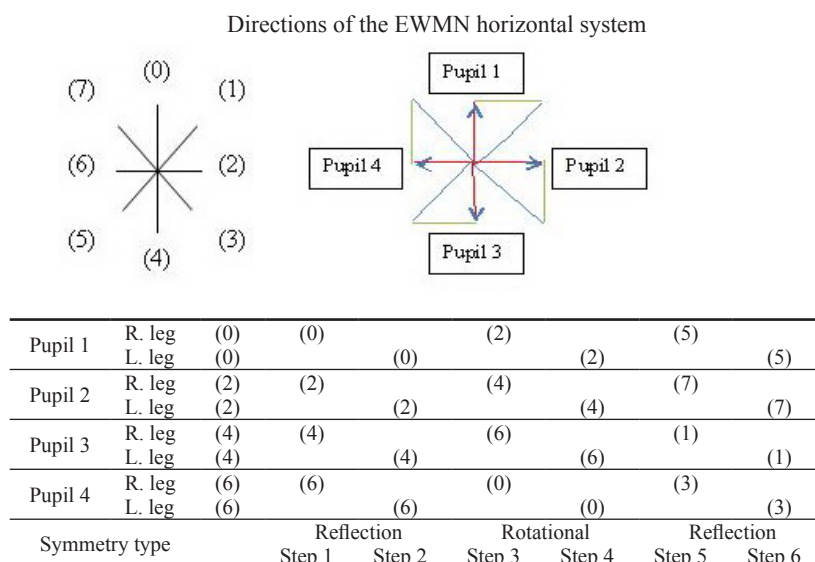 Directions of the EWMN horizontal system
(0)
(7) (1)
(6) (2)
(5) (3)
(4)
Pupil 1
Pupil 4 Pupil 2
Pupil 3
Pupil 1 R. leg (0) (0) (2) (5)
L. leg (0) (0) (2) (5)
Pupil 2 R. leg (2) (2) (4) (7)
L. leg (2) (2) (4) (7)
Pupil 3 R. leg (4) (4) (6) (1)
L. leg (4) (4) (6) (1)
Pupil 4 R. leg (6) (6) (0) (3)
L. leg (6) (6) (0) (3)
Symmetry type Reflection Rotational Reflection
Step 1 Step 2 Step 3 Step 4 Step 5 Step 6